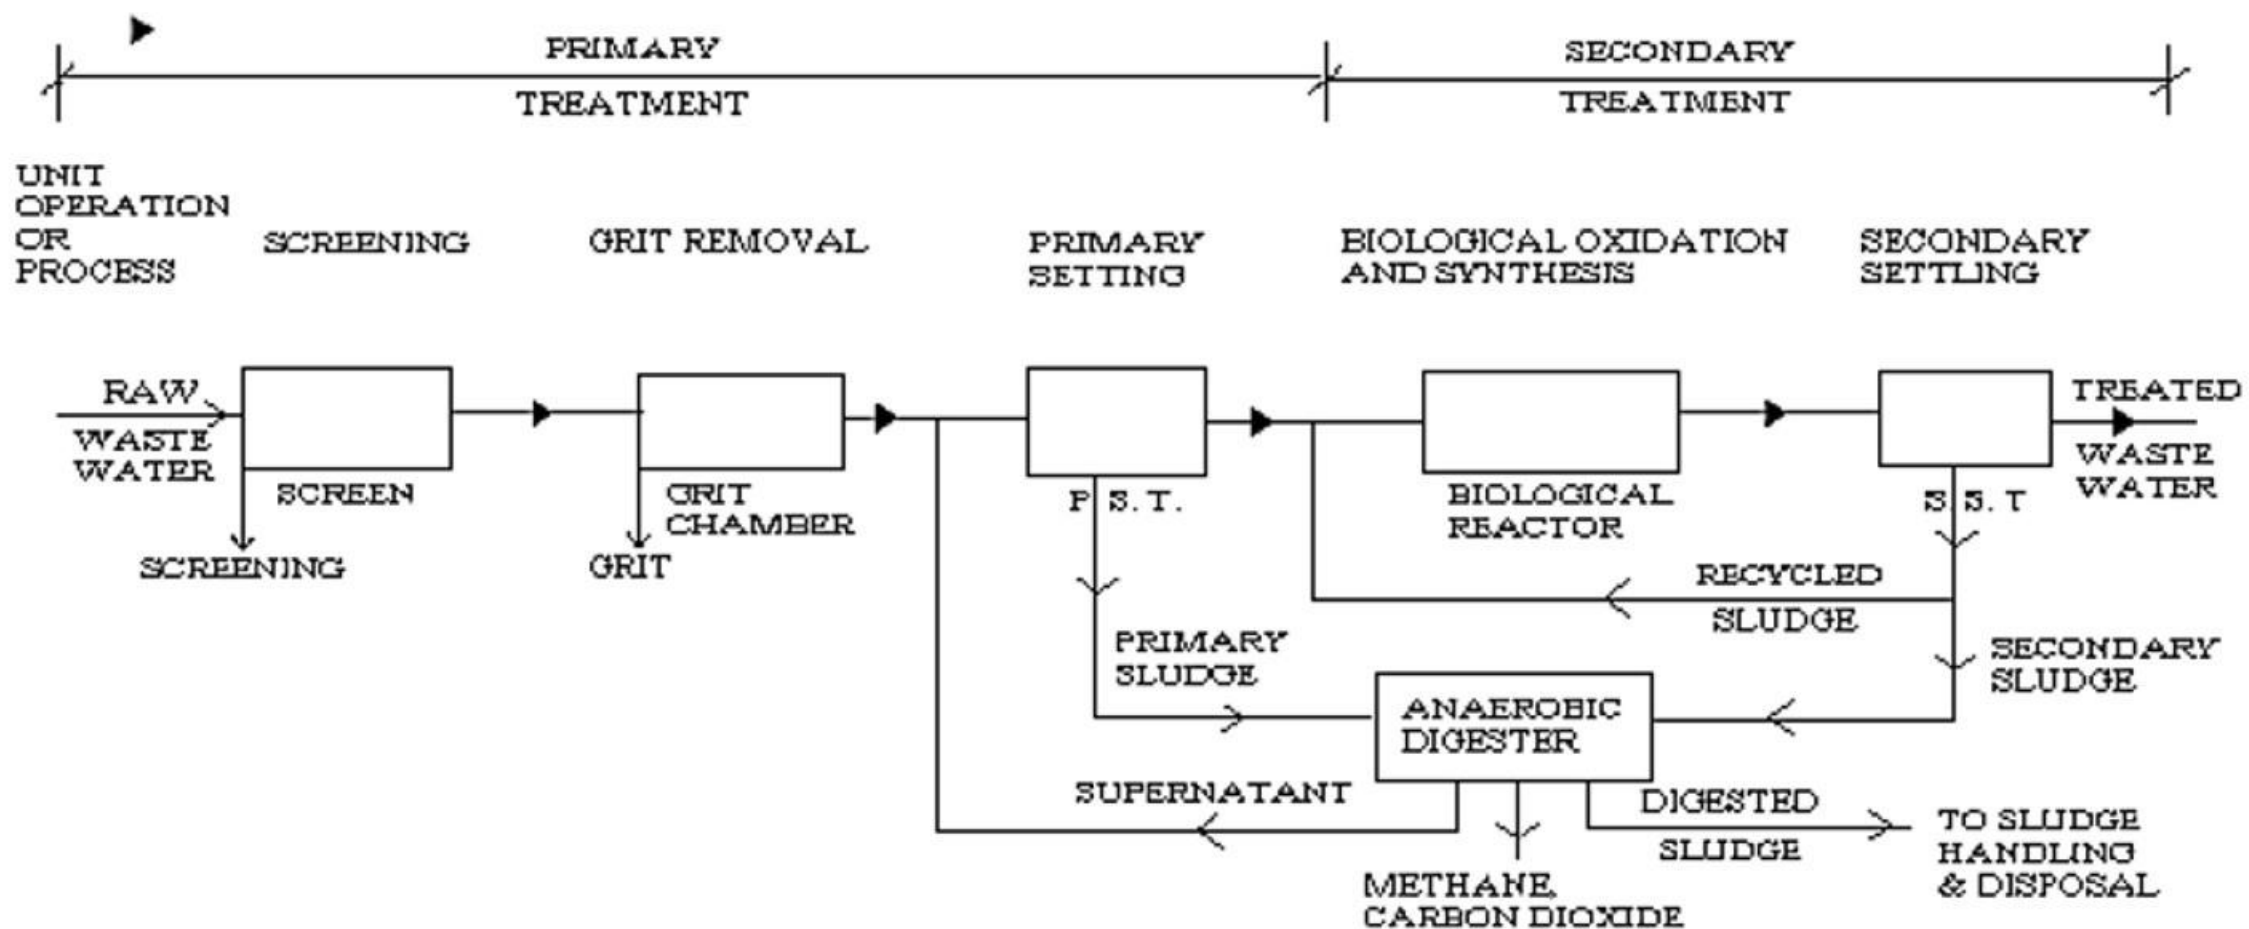 PRIMARY
TREATMENT
SECONDARY
TREATMENT
UNIT
OPERATION
OR
PROCESS
SCREENING
GRIT REMOVAL
PRIMARY
SETTING
BIOLOGICAL OXIDATION
AND SYNTHESIS
SECONDARY
SETTLING
RAW
WASTE
WATER
SCREEN
SCREENING
GRIT
CHAMBER
GRIT
P S. T.
BIOLOGICAL
REACTOR
S. S. T
TREATED
WASTE
WATER
RECYCLED
SLUDGE
PRIMARY
SLUDGE
SECONDARY
SLUDGE
ANAEROBIC
DIGESTER
SUPERNATANT
DIGESTED
SLUDGE
METHANE,
CARBON DIOXIDE
TO SLUDGE
HANDLING
& DISPOSAL